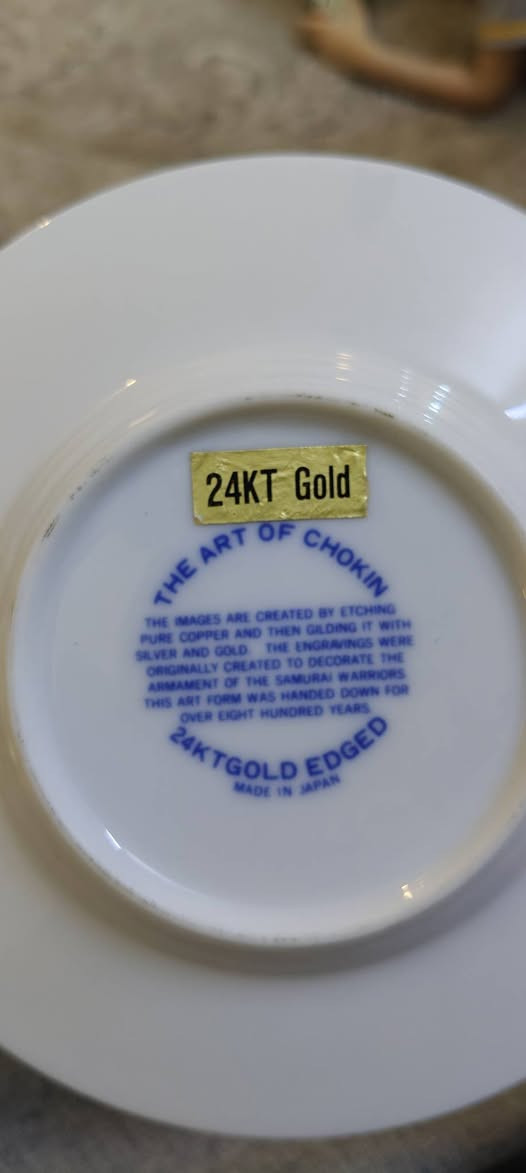 24KT Gold
THE ART OF CHOKIN
THE IMAGES ARE CREATED BY ETCHING
PURE COPPER AND THEN GILDING IT WITH
SILVER AND GOLD. THE ENGRAVINGS WERE
ORIGINALLY CREATED TO DECORATE THE
ARMAMENT OF THE SAMURAI WARRIORS.
THIS ART FORM WAS HANDED DOWN FOR
OVER EIGHT HUNDRED YEARS.
24KTGOLD EDGED
MADE IN JAPAN